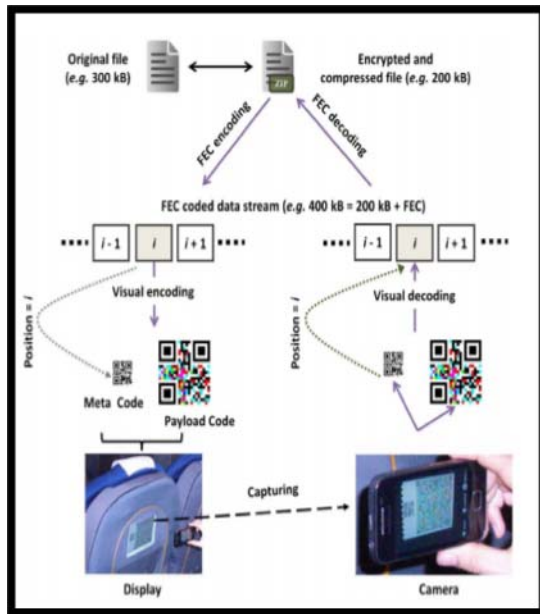 Original file
(e.g. 300 kB)
ZIP
Encrypted and
compressed file (e.g. 200 kB)
FEC encoding
FEC decoding
FEC coded data stream (e.g. 400 kB = 200 kB + FEC)
i - 1
i
i + 1
i - 1
i
i + 1
Visual encoding
Visual decoding
Position = i
Position = i
Meta Code
Payload Code
Capturing
Display
Camera